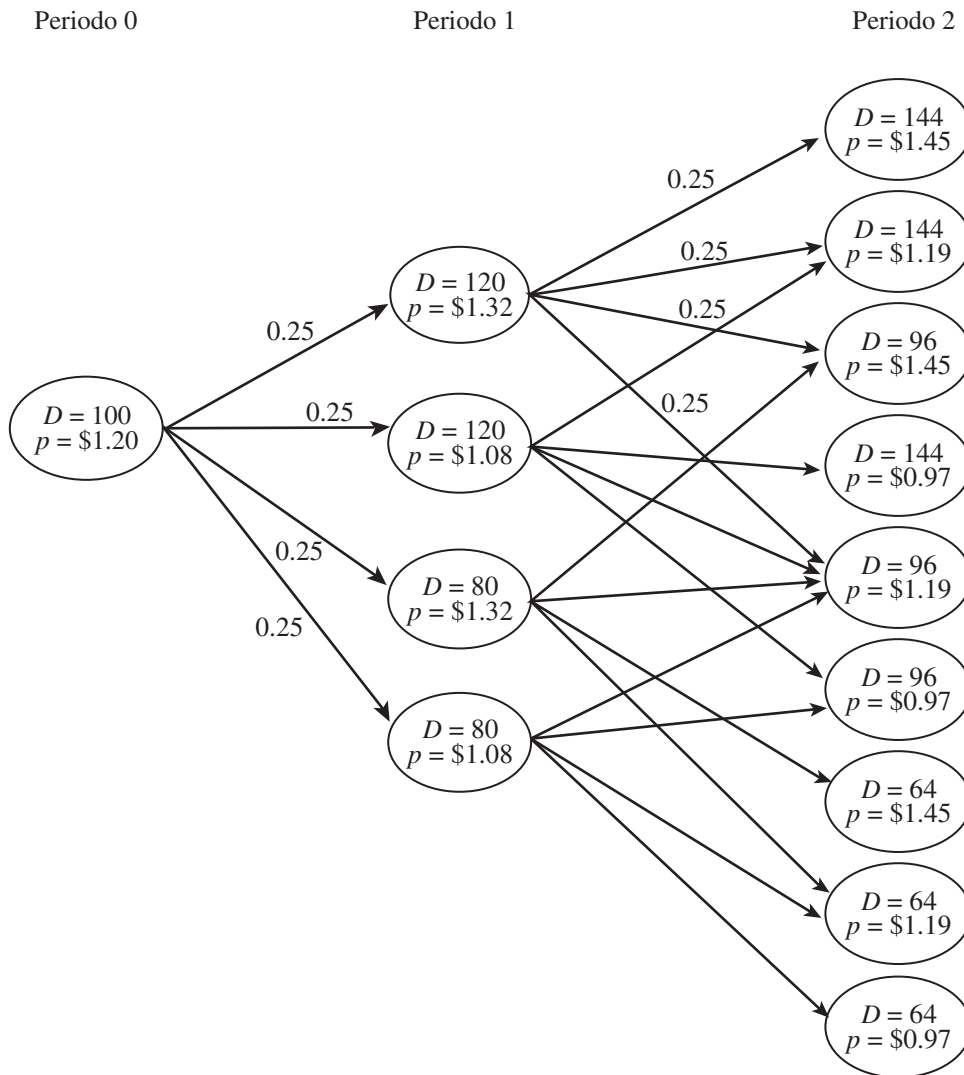 Periodo 0
Periodo 1
Periodo 2
D = 144
p = $1.45
0.25
D = 144
p = $1.19
0.25
D = 120
p = $1.32
0.25
0.25
D = 96
p = $1.45
D = 100
p = $1.20
0.25
D = 120
p = $1.08
0.25
D = 144
p = $0.97
0.25
D = 80
p = $1.32
D = 96
p = $1.19
0.25
D = 96
p = $0.97
D = 80
p = $1.08
D = 64
p = $1.45
D = 64
p = $1.19
D = 64
p = $0.97